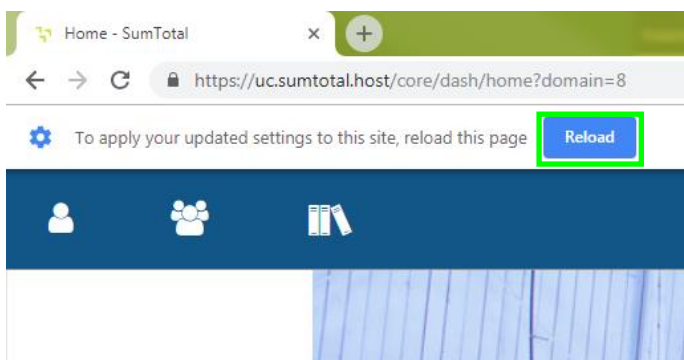 Home - SumTotal
https://uc.sumtotal.host/core/dash/home?domain=8
To apply your updated settings to this site, reload this page Reload